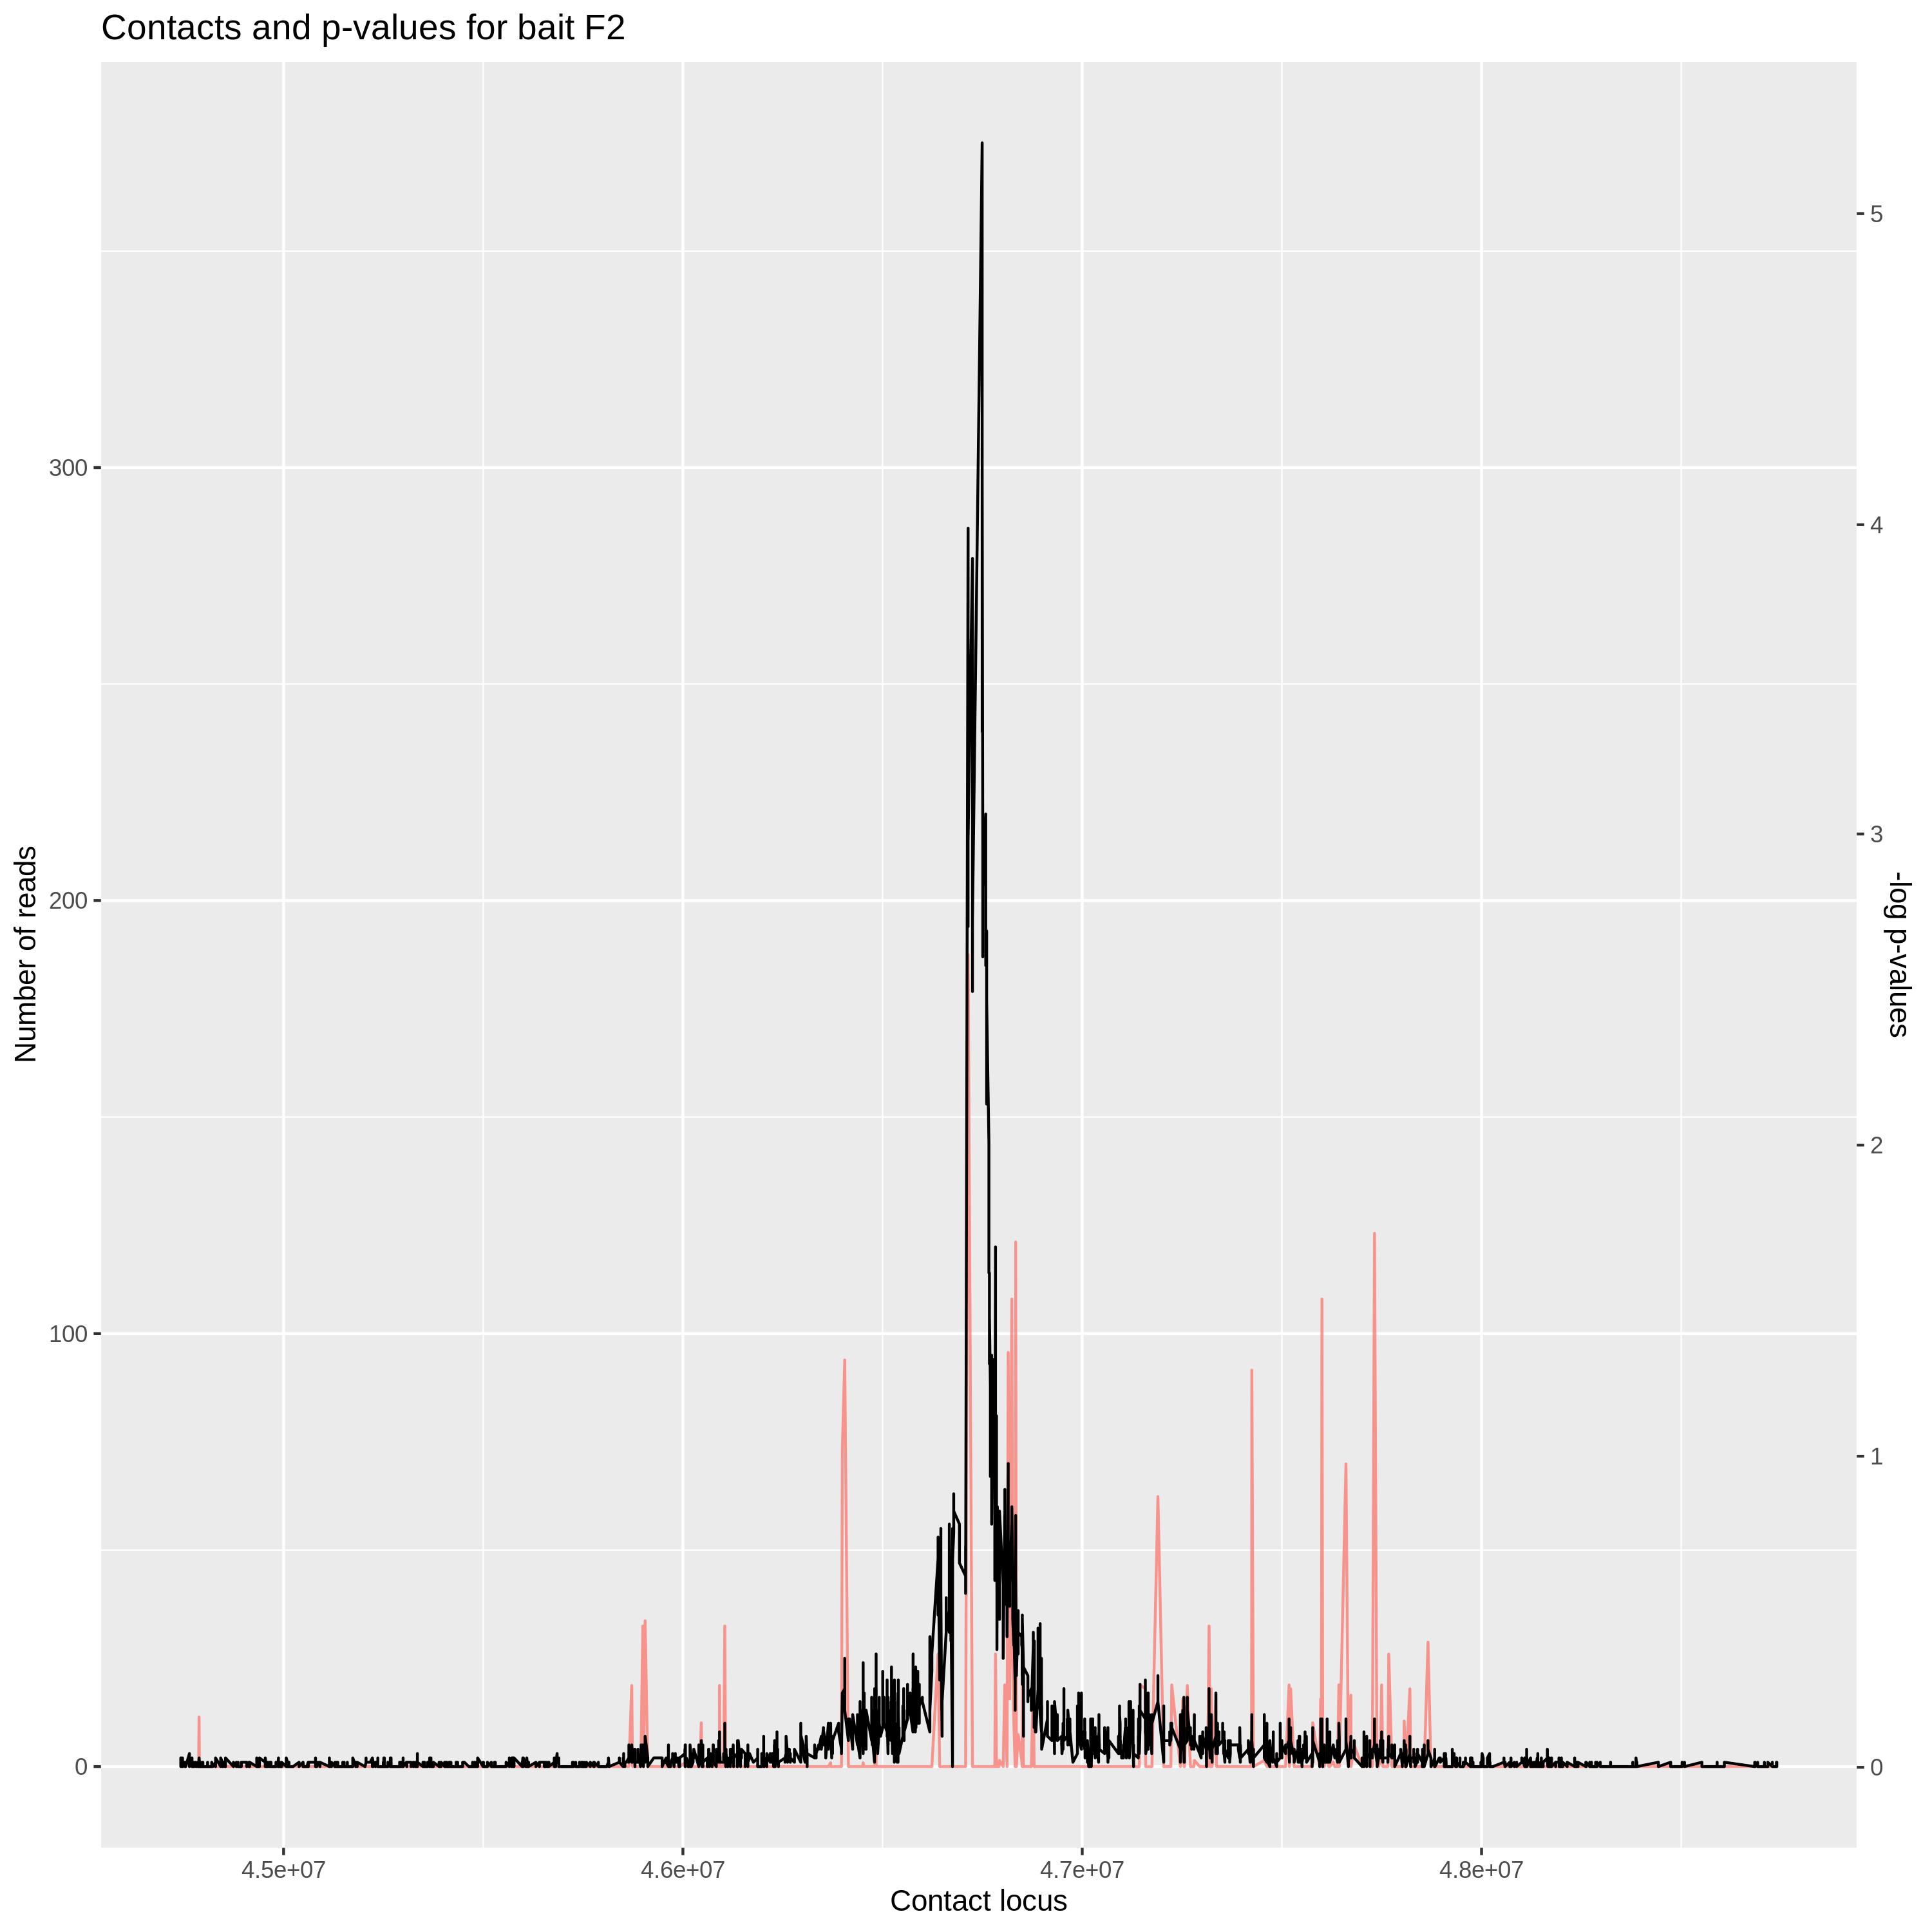 Contacts and p-values for bait F2
300
200
100
0
Number of reads
5
4
3
2
1
0
-log p-values
4.5e+07
4.6e+07
4.7e+07
4.8e+07
Contact locus